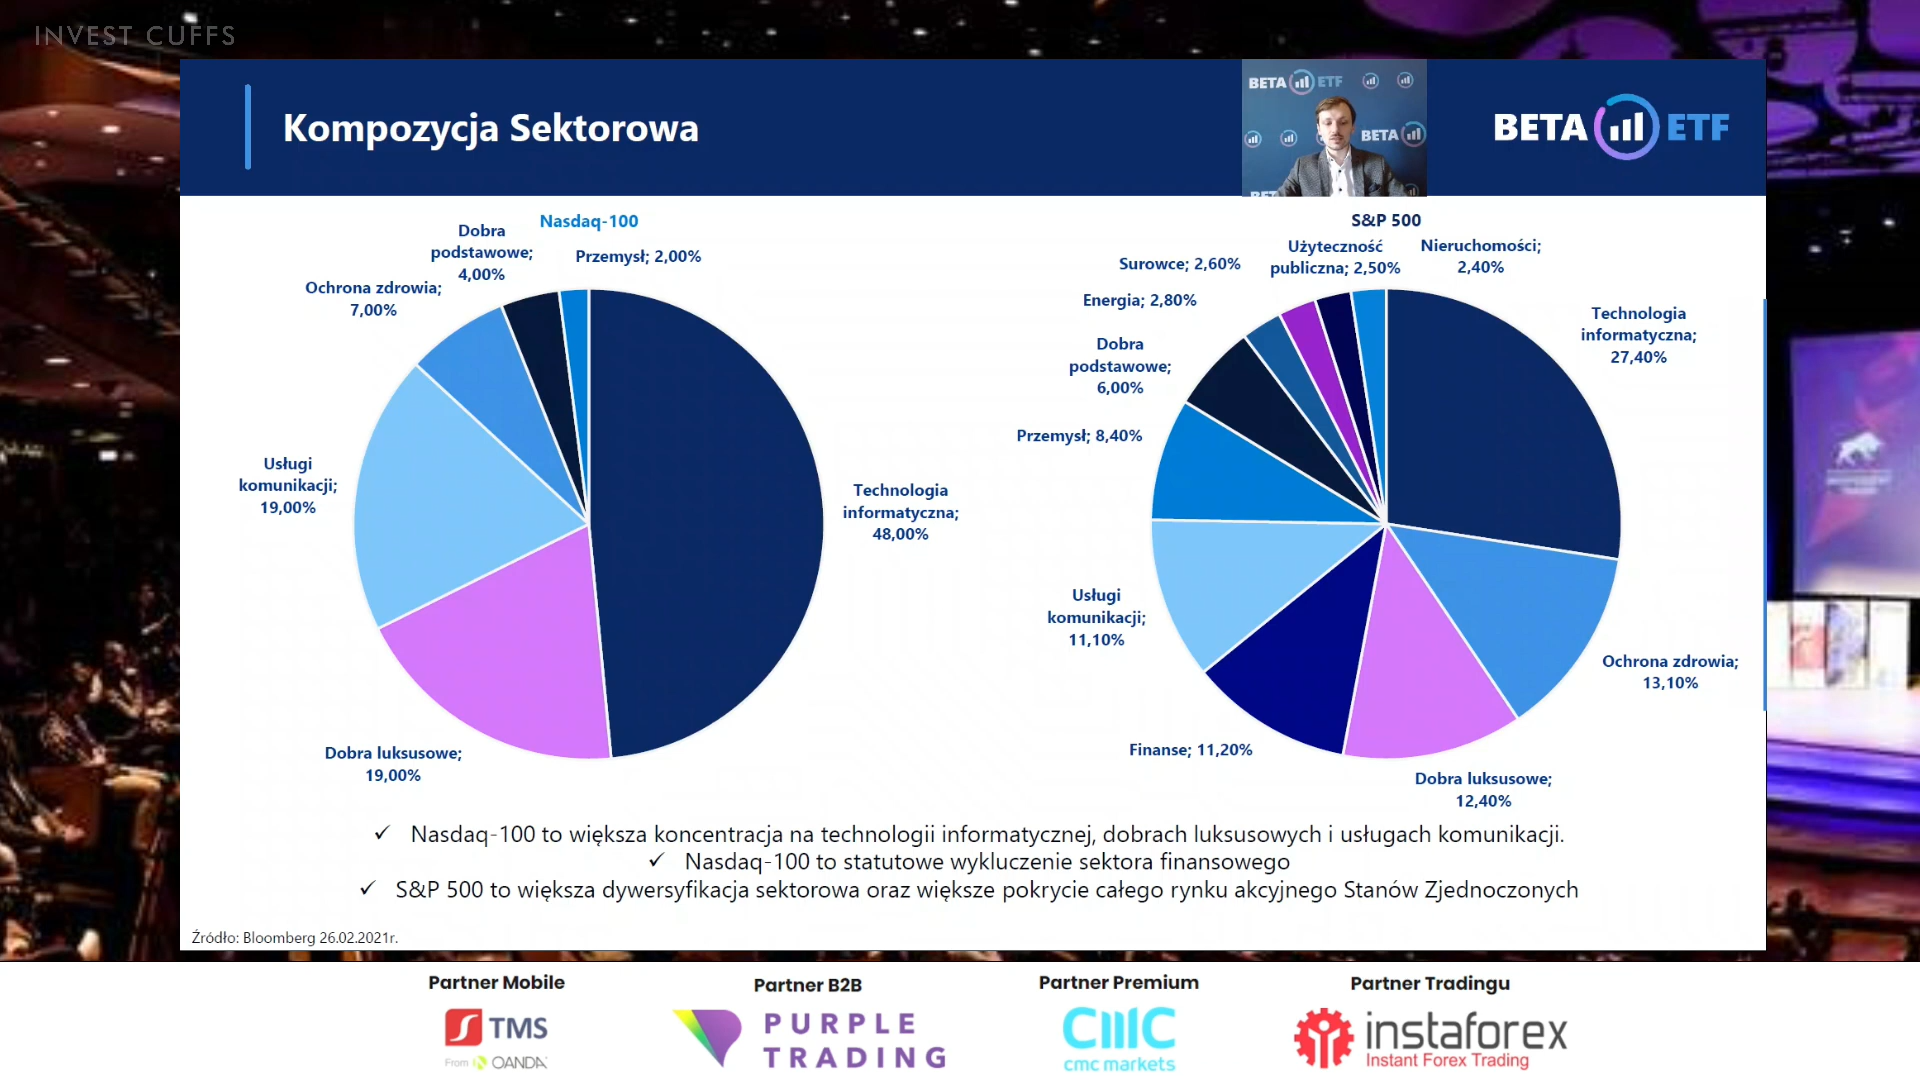 INVEST CUFFS
Kompozycja Sektorowa
BETA ETF
BETA
BETA ETF
Nasdaq-100
Dobra
podstawowe;
4,00%
Przemysł; 2,00%
Ochrona zdrowia;
7,00%
Usługi
komunikacji;
19,00%
Technologia
informatyczna;
48,00%
Dobra luksusowe;
19,00%
S&P 500
Użyteczność
publiczna; 2,50%
Nieruchomości;
2,40%
Surowce; 2,60%
Energia; 2,80%
Dobra
podstawowe;
6,00%
Przemysł; 8,40%
Technologia
informatyczna;
27,40%
Usługi
komunikacji;
11,10%
Ochrona zdrowia;
13,10%
Finanse; 11,20%
Dobra luksusowe;
12,40%
✓ Nasdaq-100 to większa koncentracja na technologii informatycznej, dobrach luksusowych i usługach komunikacji.
✓ Nasdaq-100 to statutowe wykluczenie sektora finansowego
✓ S&P 500 to większa dywersyfikacja sektorowa oraz większe pokrycie całego rynku akcyjnego Stanów Zjednoczonych
Źródło: Bloomberg 26.02.2021r.
Partner Mobile
TMS
From OANDA
Partner B2B
PURPLE
TRADING
Partner Premium
CMC
cmc markets
Partner Tradingu
instaforex
Instant Forex Trading